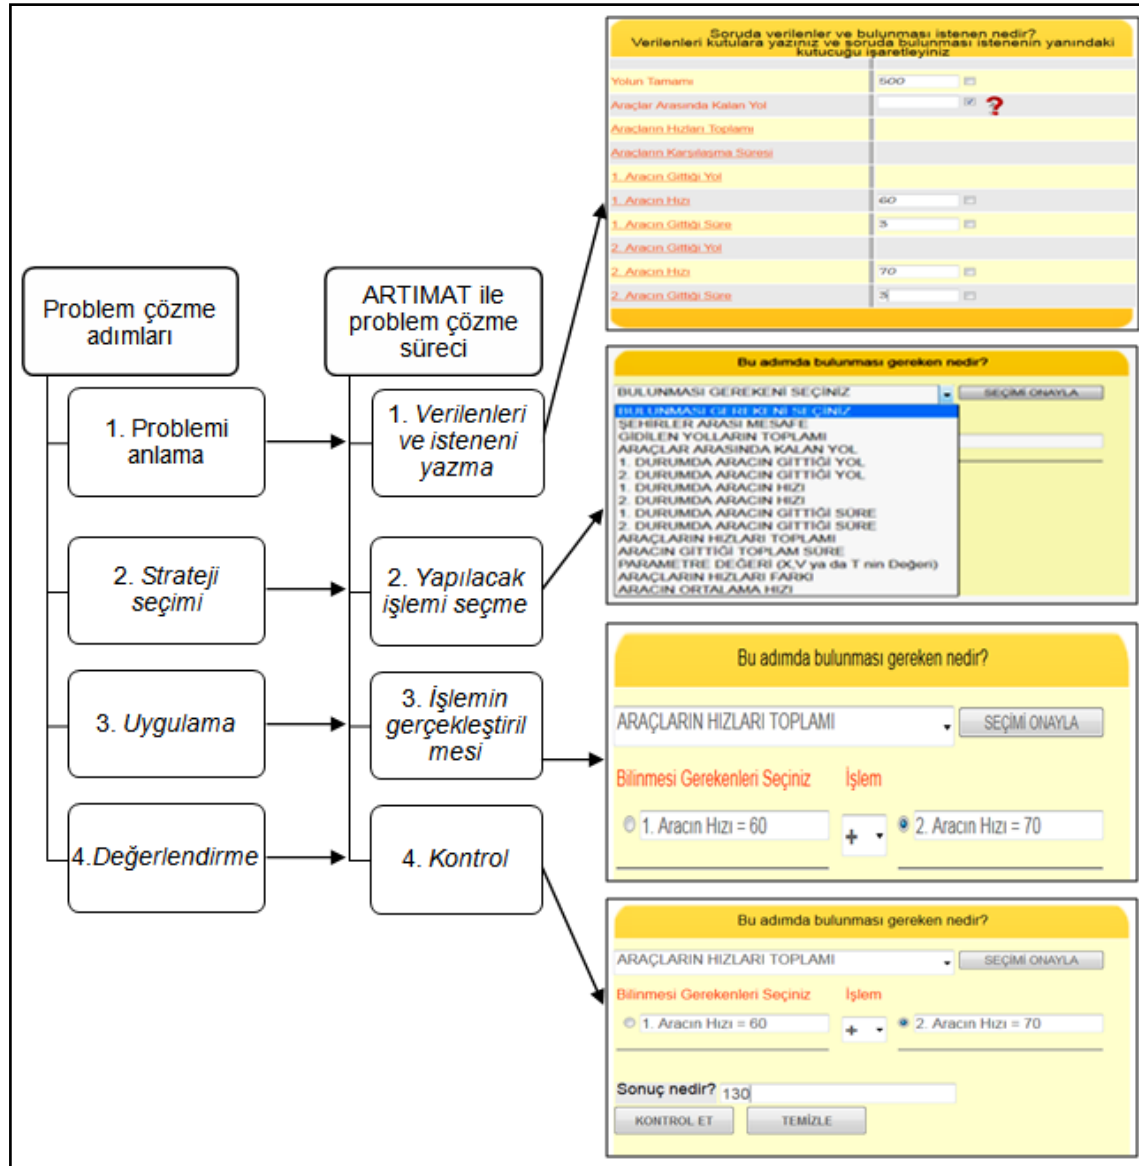 Problem çözme
adımları
1. Problemi
anlama
2. Strateji
seçimi
3. Uygulama
4.Değerlendirme
ARTIMAT ile
problem çözme
süreci
1. Verilenleri
ve isteneni
yazma
2. Yapılacak
işlemi seçme
3. İşlemin
gerçekleştiril
mesi
4. Kontrol
Soruda verilenler ve bulunması istenen nedir?
Verilenleri kutulara yazınız ve soruda bulunması istenenin yanındaki
kutucuğu işaretleyiniz
Yolun Tamamı 500
Araçlar Arasında Kalan Yol ?
Araçların Hızları Toplamı
Araçların Karşılaşma Süresi
1. Aracın Gittiği Yol
1. Aracın Hızı 60
1. Aracın Gittiği Süre 3
2. Aracın Gittiği Yol
2. Aracın Hızı 70
2. Aracın Gittiği Süre 3
Bu adımda bulunması gereken nedir?
BULUNMASI GEREKENİ SEÇİNİZ SEÇİMİ ONAYLA
BULUNMASI GEREKENİ SEÇİNİZ
ŞEHİRLER ARASI MESAFE
GİDİLEN YOLLARIN TOPLAMI
ARAÇLAR ARASINDA KALAN YOL
1. DURUMDA ARACIN GITTİĞİ YOL
2. DURUMDA ARACIN GITTİĞİ YOL
1. DURUMDA ARACIN HIZI
2. DURUMDA ARACIN HIZI
1. DURUMDA ARACIN GITTİĞİ SÜRE
2. DURUMDA ARACIN GITTİĞİ SÜRE
ARAÇLARIN HIZLARI TOPLAMI
ARACIN GITTİĞİ TOPLAM SÜRE
PARAMETRE DEĞERİ (X,V ya da T nin Değeri)
ARAÇLARIN HIZLARI FARKI
ARACIN ORTALAMA HIZI
Bu adımda bulunması gereken nedir?
ARAÇLARIN HIZLARI TOPLAMI SEÇİMİ ONAYLA
Bilinmesi Gerekenleri Seçiniz İşlem
1. Aracın Hızı = 60 + 2. Aracın Hızı = 70
Bu adımda bulunması gereken nedir?
ARAÇLARIN HIZLARI TOPLAMI SEÇİMİ ONAYLA
Bilinmesi Gerekenleri Seçiniz İşlem
1. Aracın Hızı = 60 + 2. Aracın Hızı = 70
Sonuç nedir? 130
KONTROL ET TEMİZLE